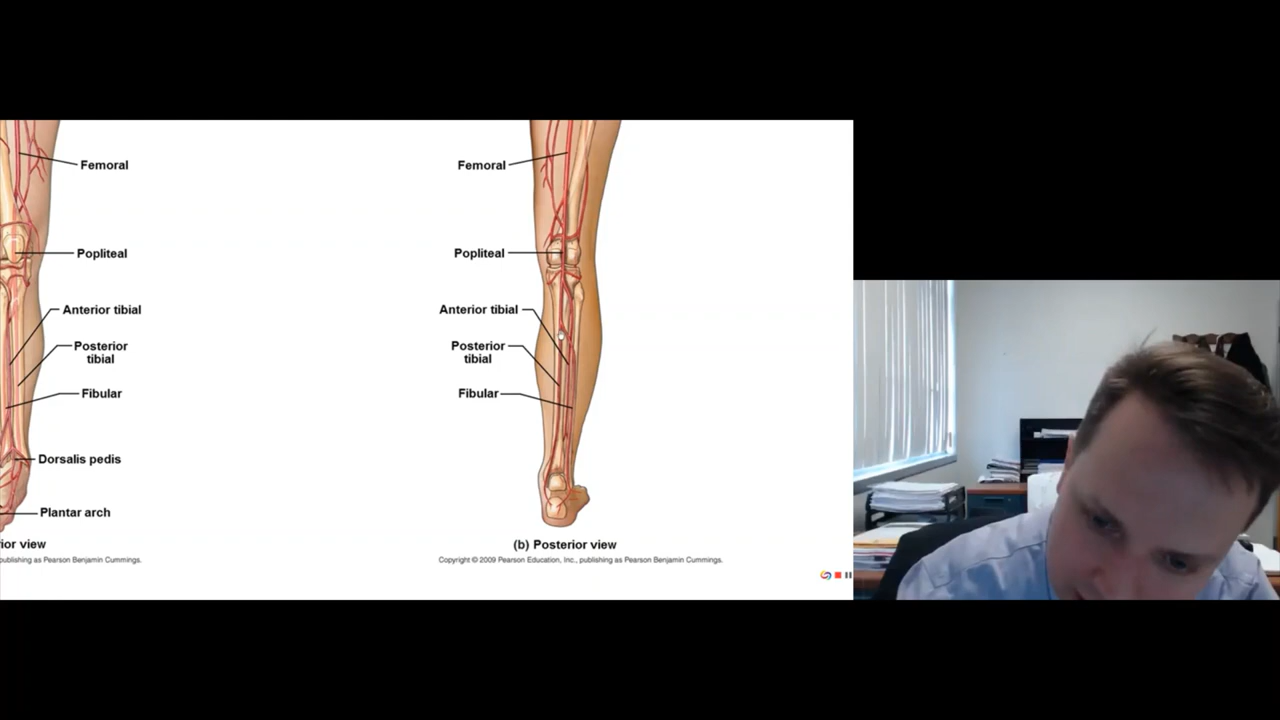 Femoral
Popliteal
Anterior tibial
Posterior
tibial
Fibular
Dorsalis pedis
Plantar arch
ior view
publishing as Pearson Benjamin Cummings.
Femoral
Popliteal
Anterior tibial
Posterior
tibial
Fibular
(b) Posterior view
Copyright © 2009 Pearson Education, Inc., publishing as Pearson Benjamin Cummings.